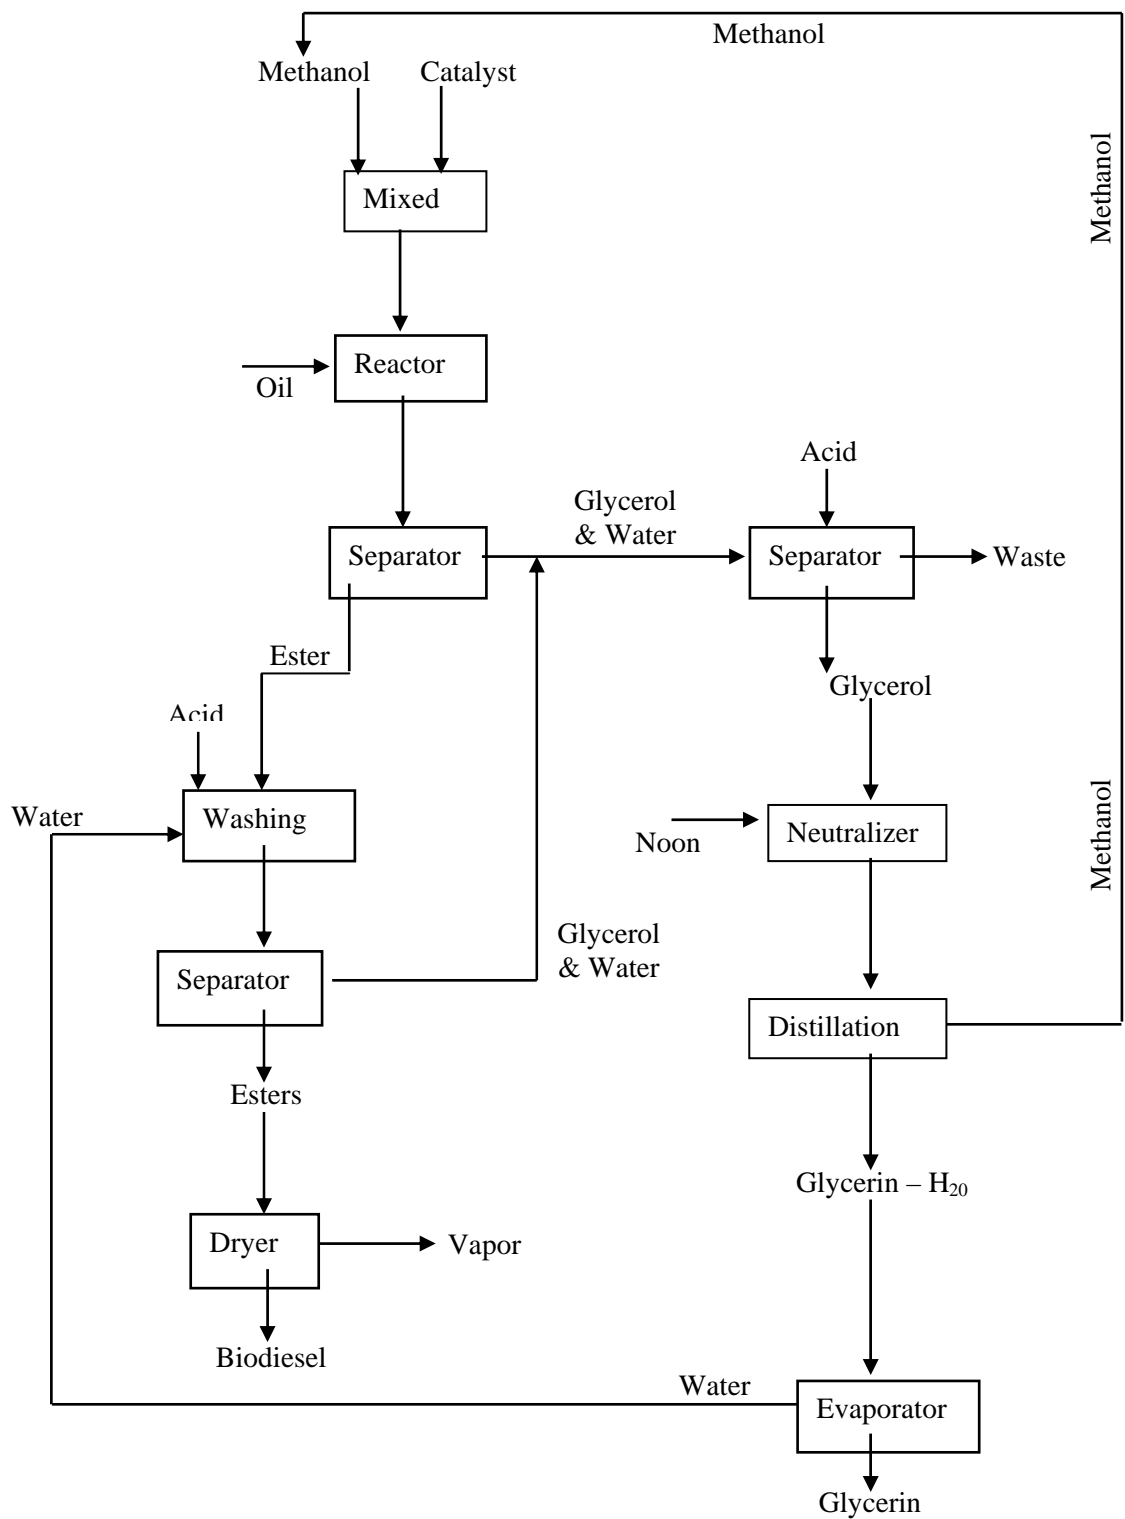 Methanol
Methanol
Catalyst
Methanol
Mixed
Reactor
Oil
Acid
Glycerol
& Water
Separator
Separator
Waste
Ester
Glycerol
Acid
Methanol
Water
Washing
Noon
Neutralizer
Glycerol
& Water
Separator
Distillation
Esters
Glycerin – H₂₀
Dryer
Vapor
Biodiesel
Water
Evaporator
Glycerin